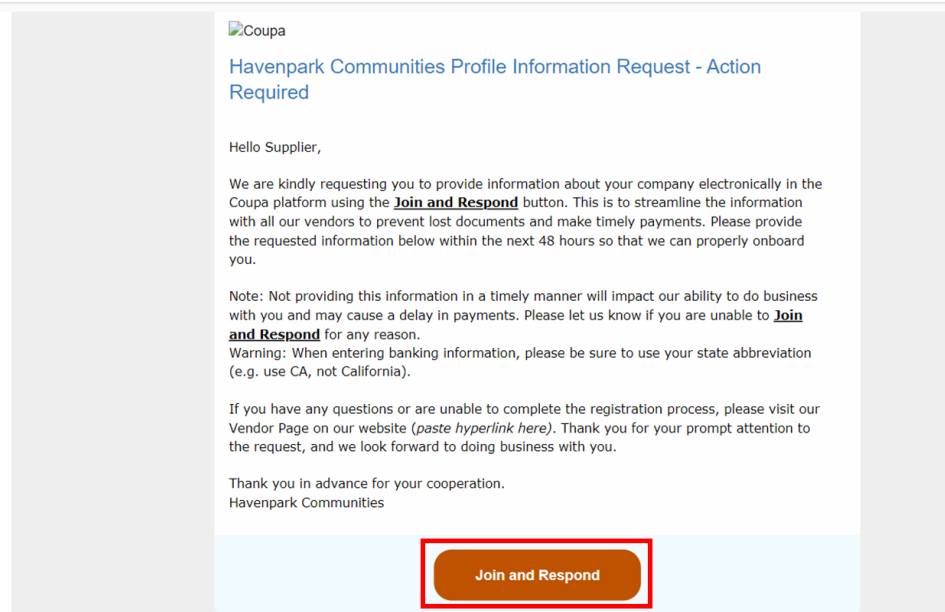 Coupa
Havenpark Communities Profile Information Request - Action
Required
Hello Supplier,
We are kindly requesting you to provide information about your company electronically in the
Coupa platform using the Join and Respond button. This is to streamline the information
with all our vendors to prevent lost documents and make timely payments. Please provide
the requested information below within the next 48 hours so that we can properly onboard
you.
Note: Not providing this information in a timely manner will impact our ability to do business
with you and may cause a delay in payments. Please let us know if you are unable to Join
and Respond for any reason.
Warning: When entering banking information, please be sure to use your state abbreviation
(e.g. use CA, not California).
If you have any questions or are unable to complete the registration process, please visit our
Vendor Page on our website (paste hyperlink here). Thank you for your prompt attention to
the request, and we look forward to doing business with you.
Thank you in advance for your cooperation.
Havenpark Communities
Join and Respond